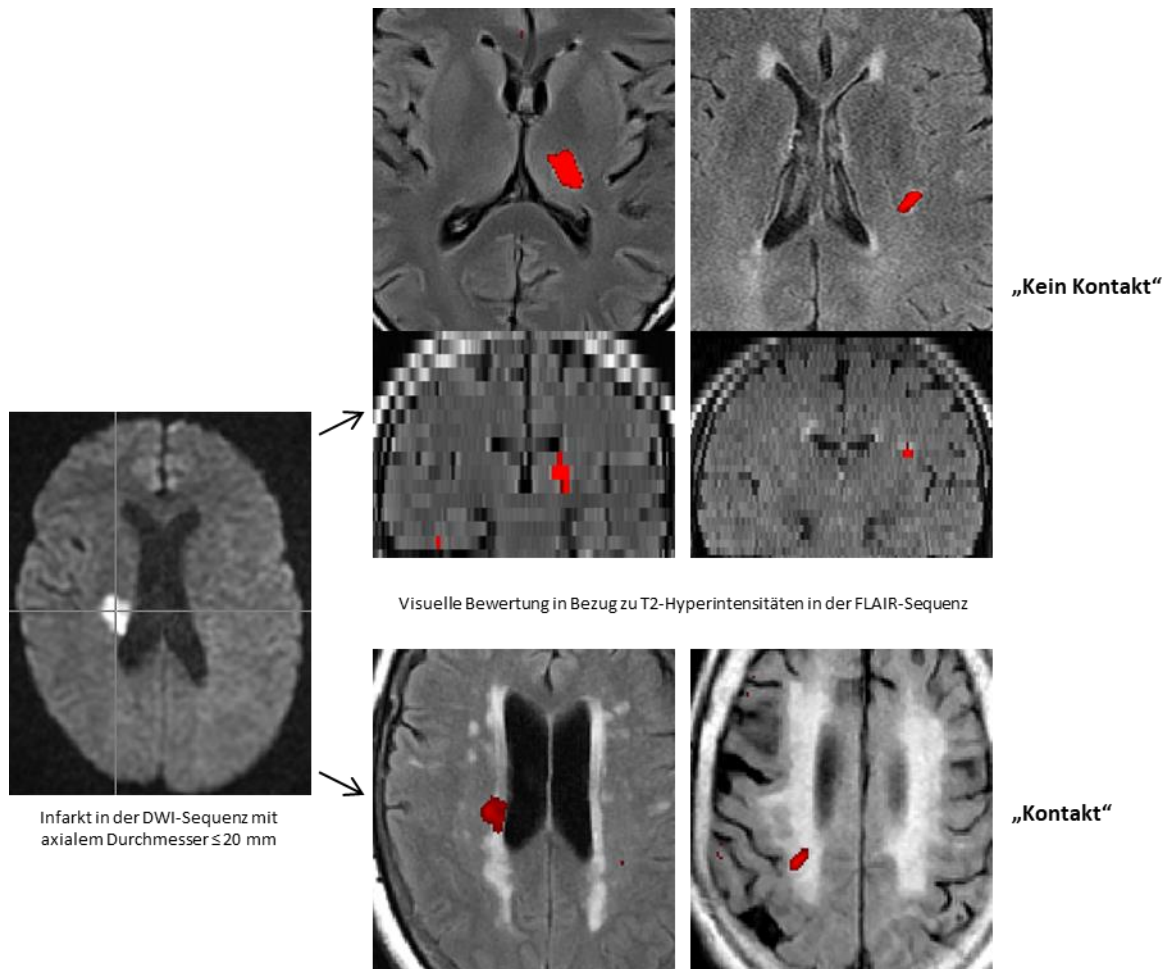 „Kein Kontakt“
Visuelle Bewertung in Bezug zu T2-Hyperintensitäten in der FLAIR-Sequenz
Infarkt in der DWI-Sequenz mit
axialem Durchmesser ≤ 20 mm
„Kontakt“